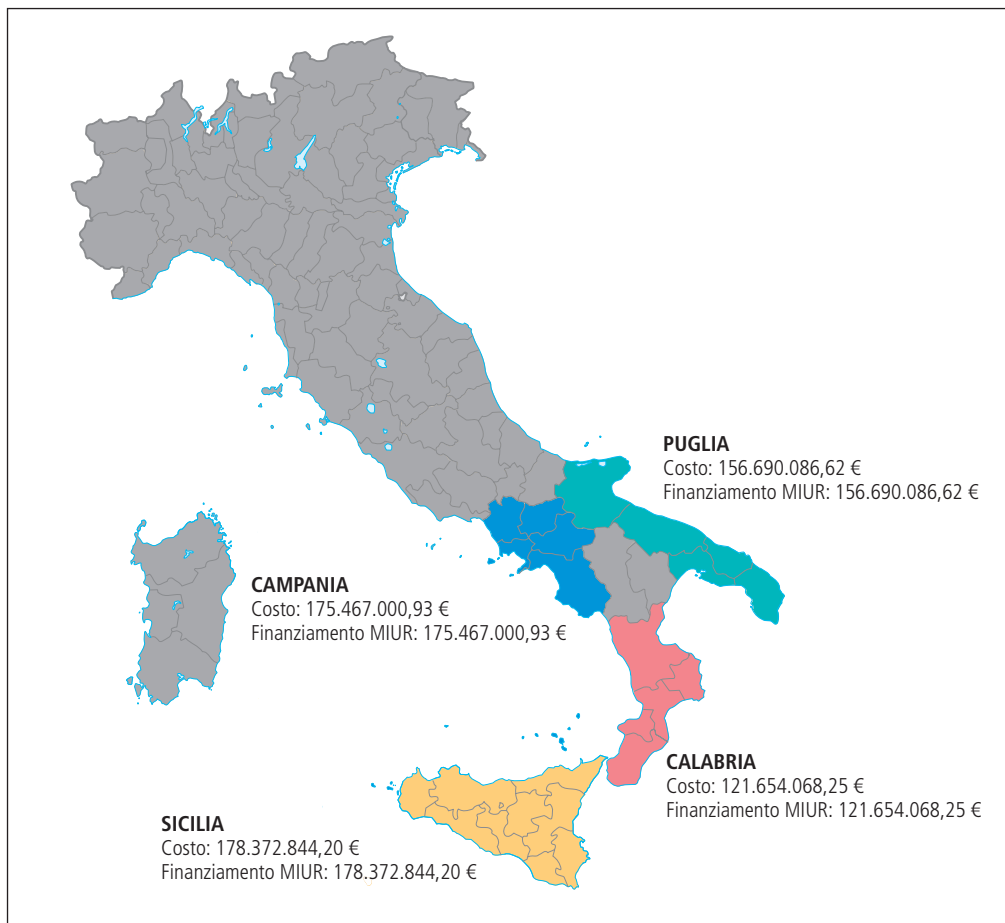 PUGLIA
Costo: 156.690.086,62 €
Finanziamento MIUR: 156.690.086,62 €
CAMPANIA
Costo: 175.467.000,93 €
Finanziamento MIUR: 175.467.000,93 €
CALABRIA
Costo: 121.654.068,25 €
Finanziamento MIUR: 121.654.068,25 €
SICILIA
Costo: 178.372.844,20 €
Finanziamento MIUR: 178.372.844,20 €